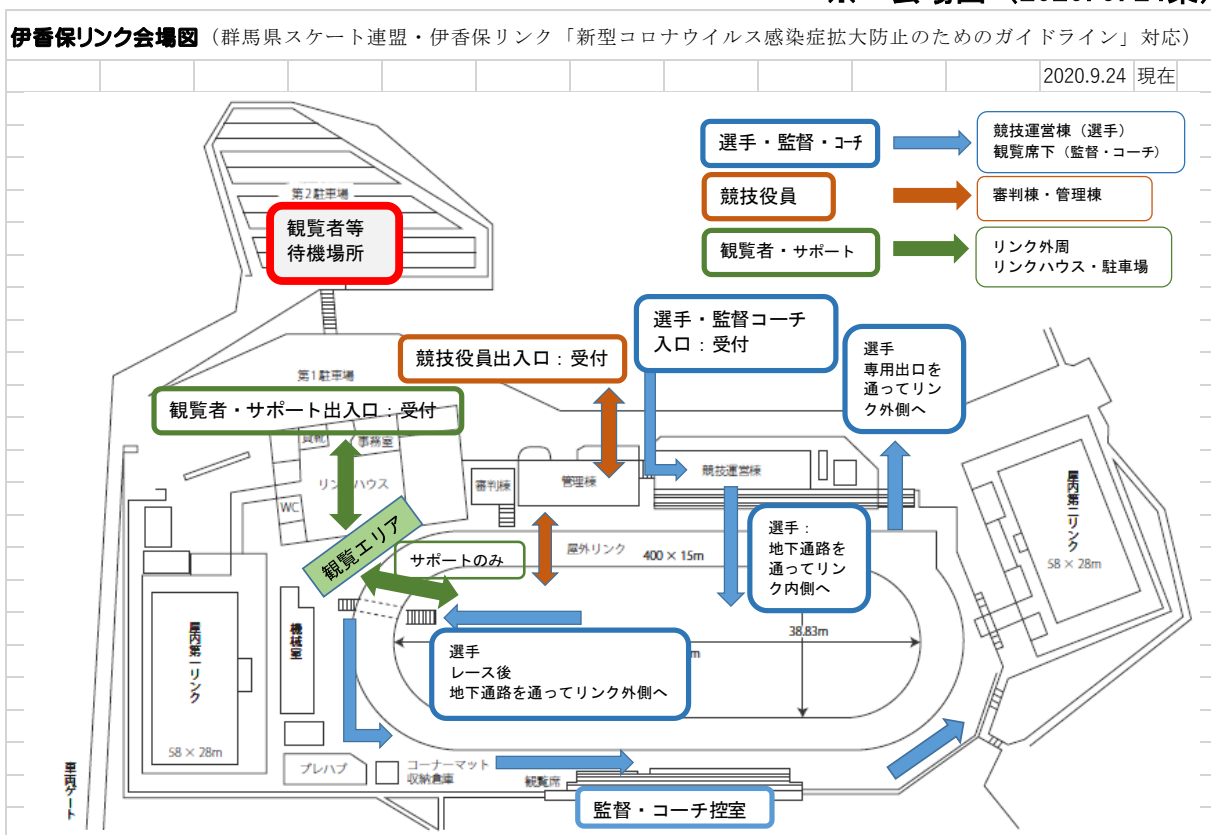 伊香保リンク会場図（群馬県スケート連盟・伊香保リンク「新型コロナウイルス感染症拡大防止のためのガイドライン」対応）
2020.9.24 現在
選手・監督・コーチ
競技運営棟（選手）
観覧席下（監督・コーチ）
競技役員
審判棟・管理棟
観覧者・サポート
リンク外周
リンクハウス・駐車場
第2駐車場
観覧者等
待機場所
選手・監督コーチ
入口：受付
競技役員出入口：受付
選手
専用出口を
通ってリン
ク外側へ
第1駐車場
観覧者・サポート出入口：受付
貸靴
事務室
リンクハウス
WC
審判棟
管理棟
競技運営棟
観覧エリア
サポートのみ
屋外リンク
400×15m
選手：
地下通路を
通ってリン
ク内側へ
屋内第二リンク
58×28m
38.83m
m
選手
レース後
地下通路を通ってリンク外側へ
機械室
屋内第一リンク
58×28m
プレハブ
コーナーマット
収納倉庫
観覧席
監督・コーチ控室
車両ゲート